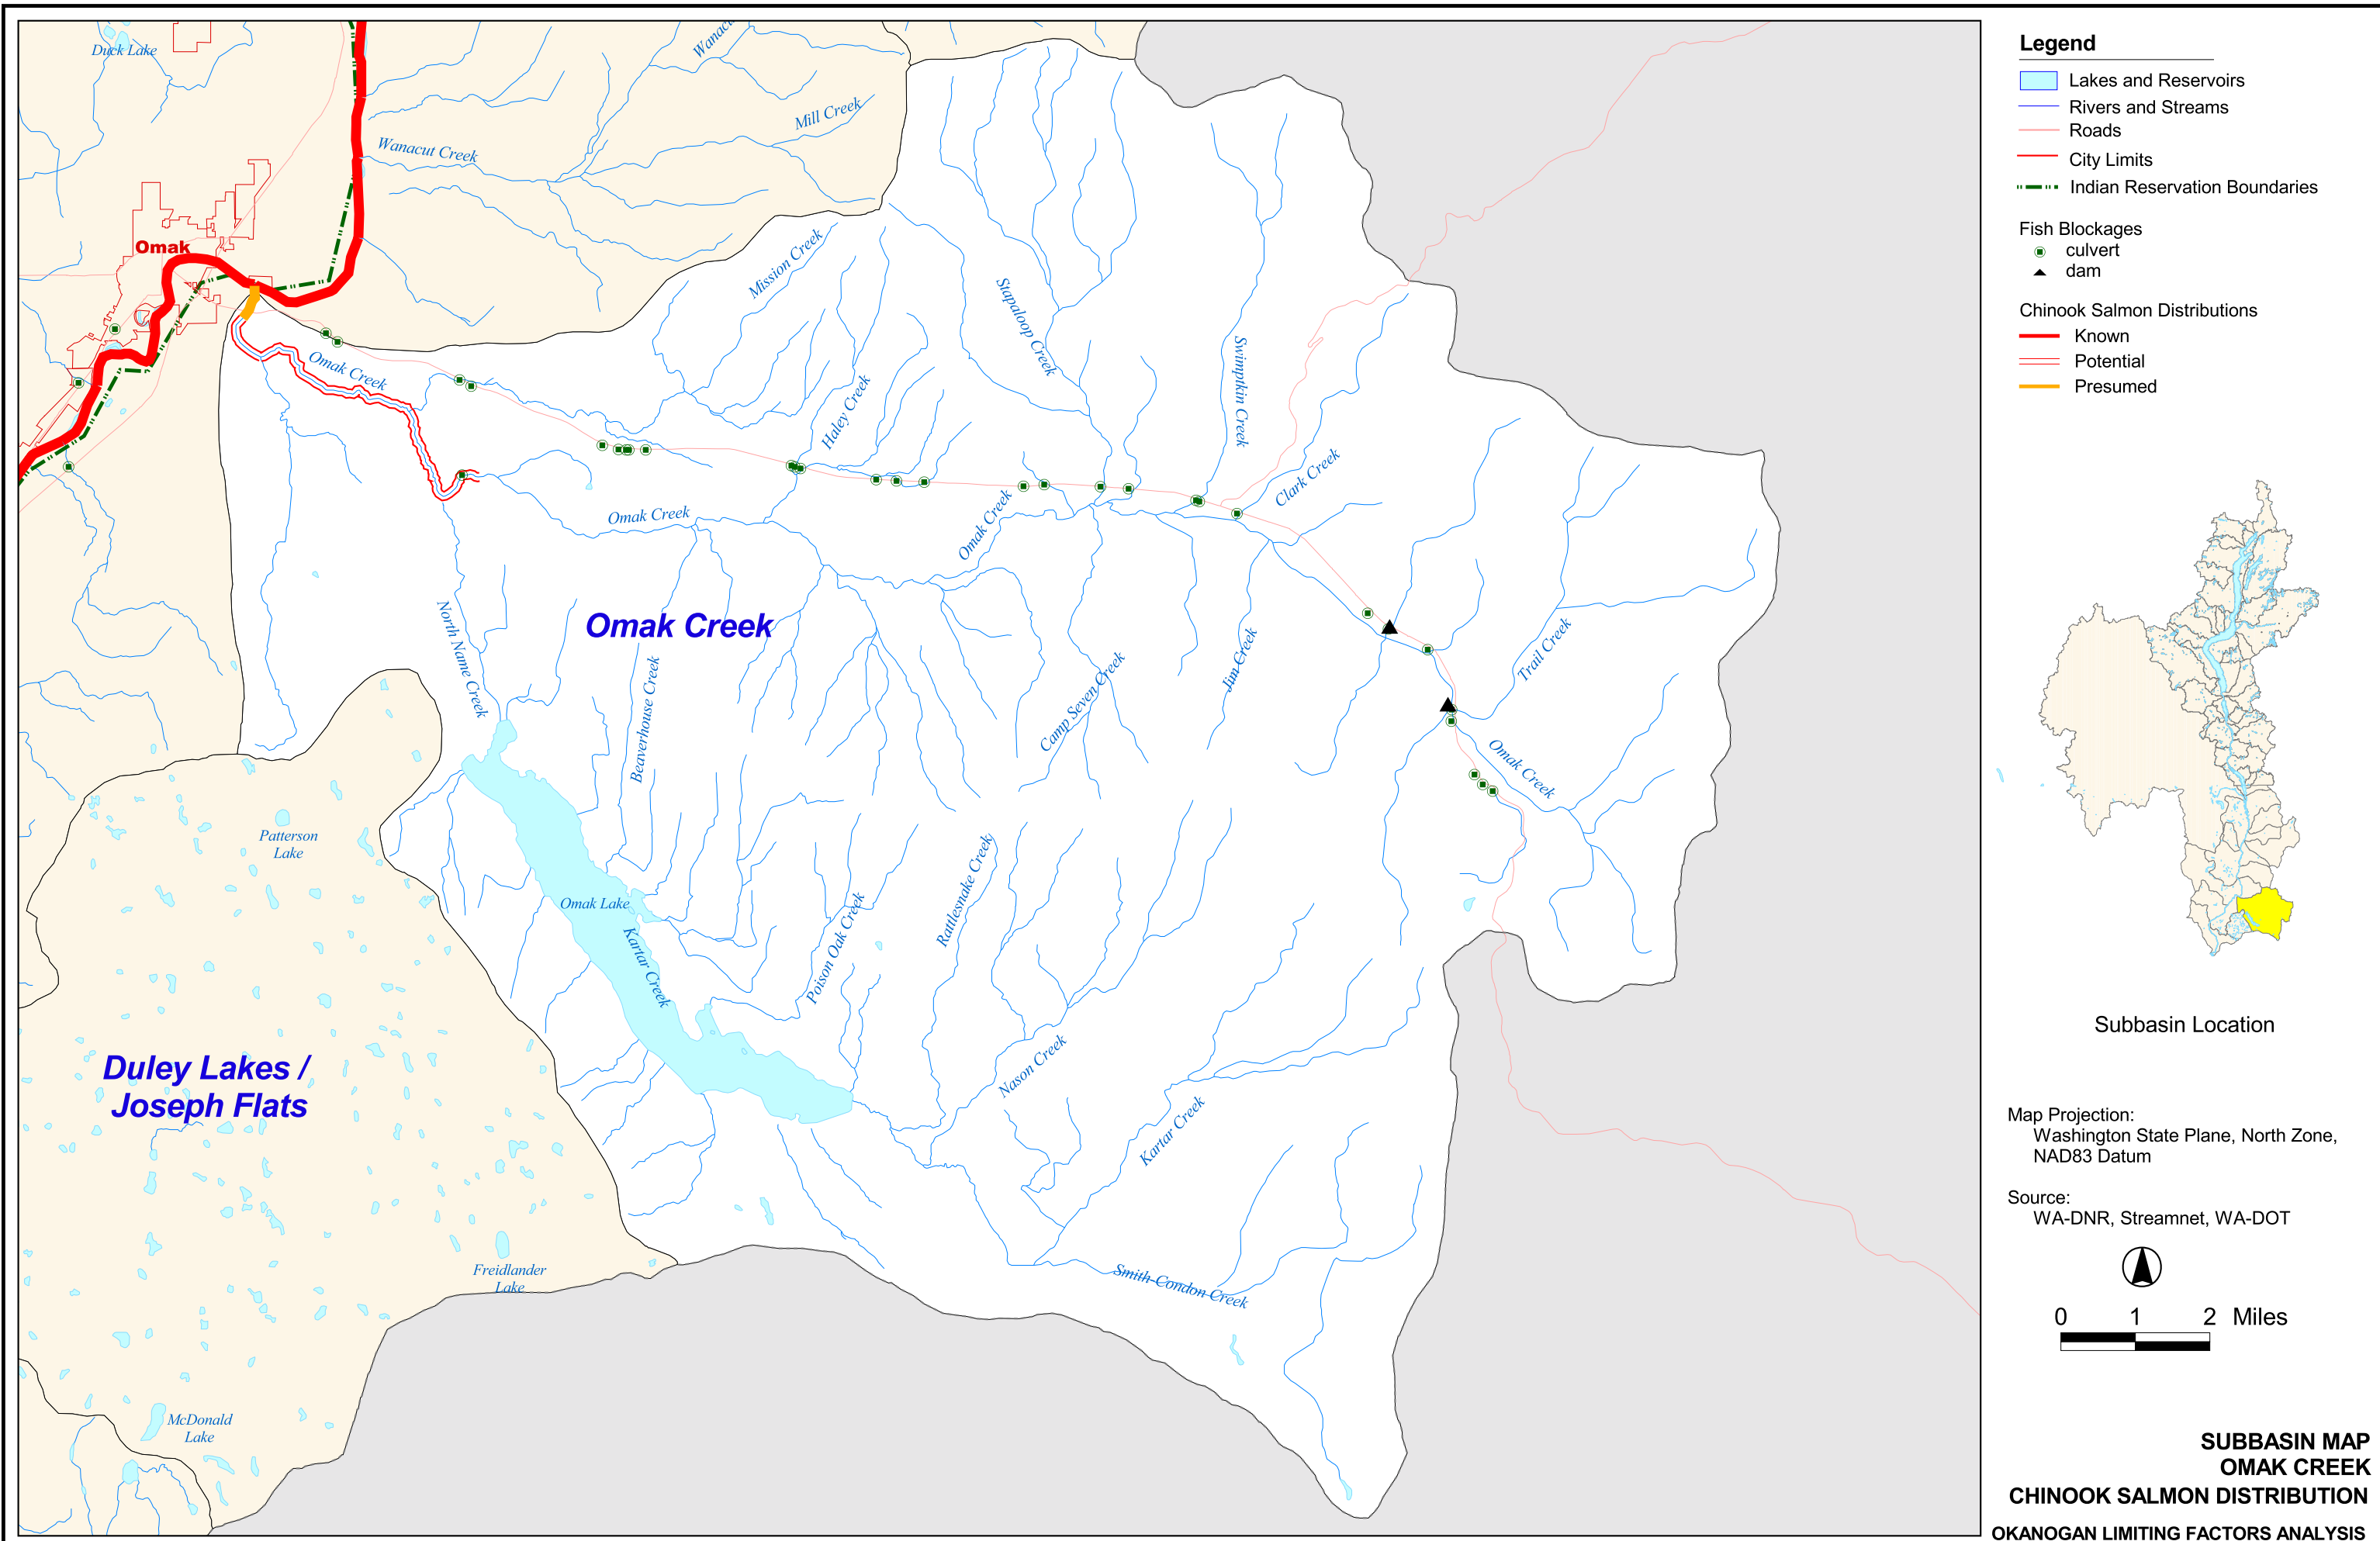 Duck Lake
Wanacu
Mill Creek
Wanacut Creek
Omak
Mission Creek
Stapaloop Creek
Swimptkin Creek
Omak Creek
Haley Creek
Clark Creek
Omak Creek
Omak Creek
North Name Creek
Omak Creek
Beaverhouse Creek
Camp Seven Creek
Jim Creek
Trail Creek
Omak Creek
Patterson
Lake
Omak Lake
Kartar Creek
Poison Oak Creek
Rattlesnake Creek
Nason Creek
Kartar Creek
Duley Lakes /
Joseph Flats
Freidlander
Lake
Smith-Condon Creek
McDonald
Lake
Legend
Lakes and Reservoirs
Rivers and Streams
Roads
City Limits
Indian Reservation Boundaries
Fish Blockages
culvert
dam
Chinook Salmon Distributions
Known
Potential
Presumed
Subbasin Location
Map Projection:
Washington State Plane, North Zone,
NAD83 Datum
Source:
WA-DNR, Streamnet, WA-DOT
0 1 2 Miles
SUBBASIN MAP
OMAK CREEK
CHINOOK SALMON DISTRIBUTION
OKANOGAN LIMITING FACTORS ANALYSIS